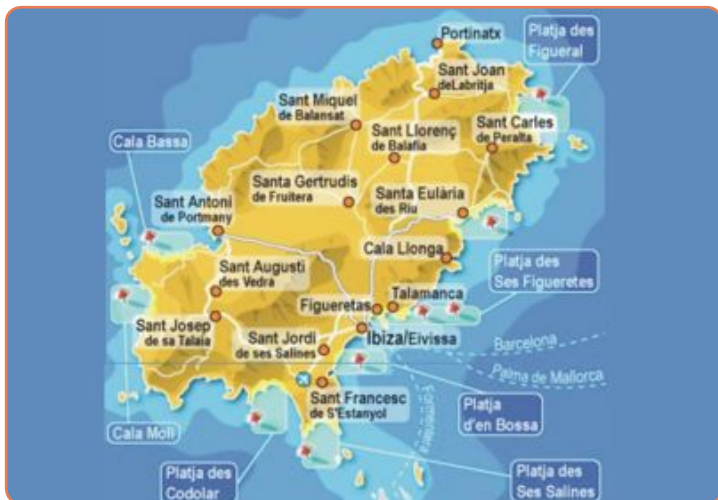 Portinatx
Platja des
Figueral
Sant Joan
deLabritja
Sant Miquel
de Balansat
Sant Llorenç
de Balafia
Sant Carles
de Peralta
Cala Bassa
Santa Gertrudis
de Fruitera
Santa Eulària
des Riu
Sant Antoni
de Portmany
Cala Llonga
Platja des
Ses Figueretes
Sant Augusti
des Vedra
Figueretas
Talamanca
Sant Josep
de sa Talaia
Sant Jordi
de ses Salines
Ibiza/Eivissa
Barcelona
Palma de Mallorca
Sant Francesc
de S'Estanyol
Formentera
Platja
d'en Bossa
Cala Moli
Platja des
Codolar
Platja des
Ses Salines